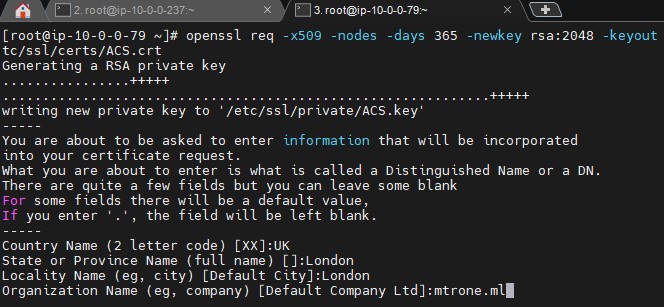 2. root@ip-10-0-0-237:~
3. root@ip-10-0-0-79:~
[root@ip-10-0-0-79 ~]# openssl req -x509 -nodes -days 365 -newkey rsa:2048 -keyout
tc/ssl/certs/ACS.crt
Generating a RSA private key
...............+++++
.............................................................+++++
writing new private key to '/etc/ssl/private/ACS.key'
-----
You are about to be asked to enter information that will be incorporated
into your certificate request.
What you are about to enter is what is called a Distinguished Name or a DN.
There are quite a few fields but you can leave some blank
For some fields there will be a default value,
If you enter '.', the field will be left blank.
-----
Country Name (2 letter code) [XX]:UK
State or Province Name (full name) []:London
Locality Name (eg, city) [Default City]:London
Organization Name (eg, company) [Default Company Ltd]:mtrone.ml